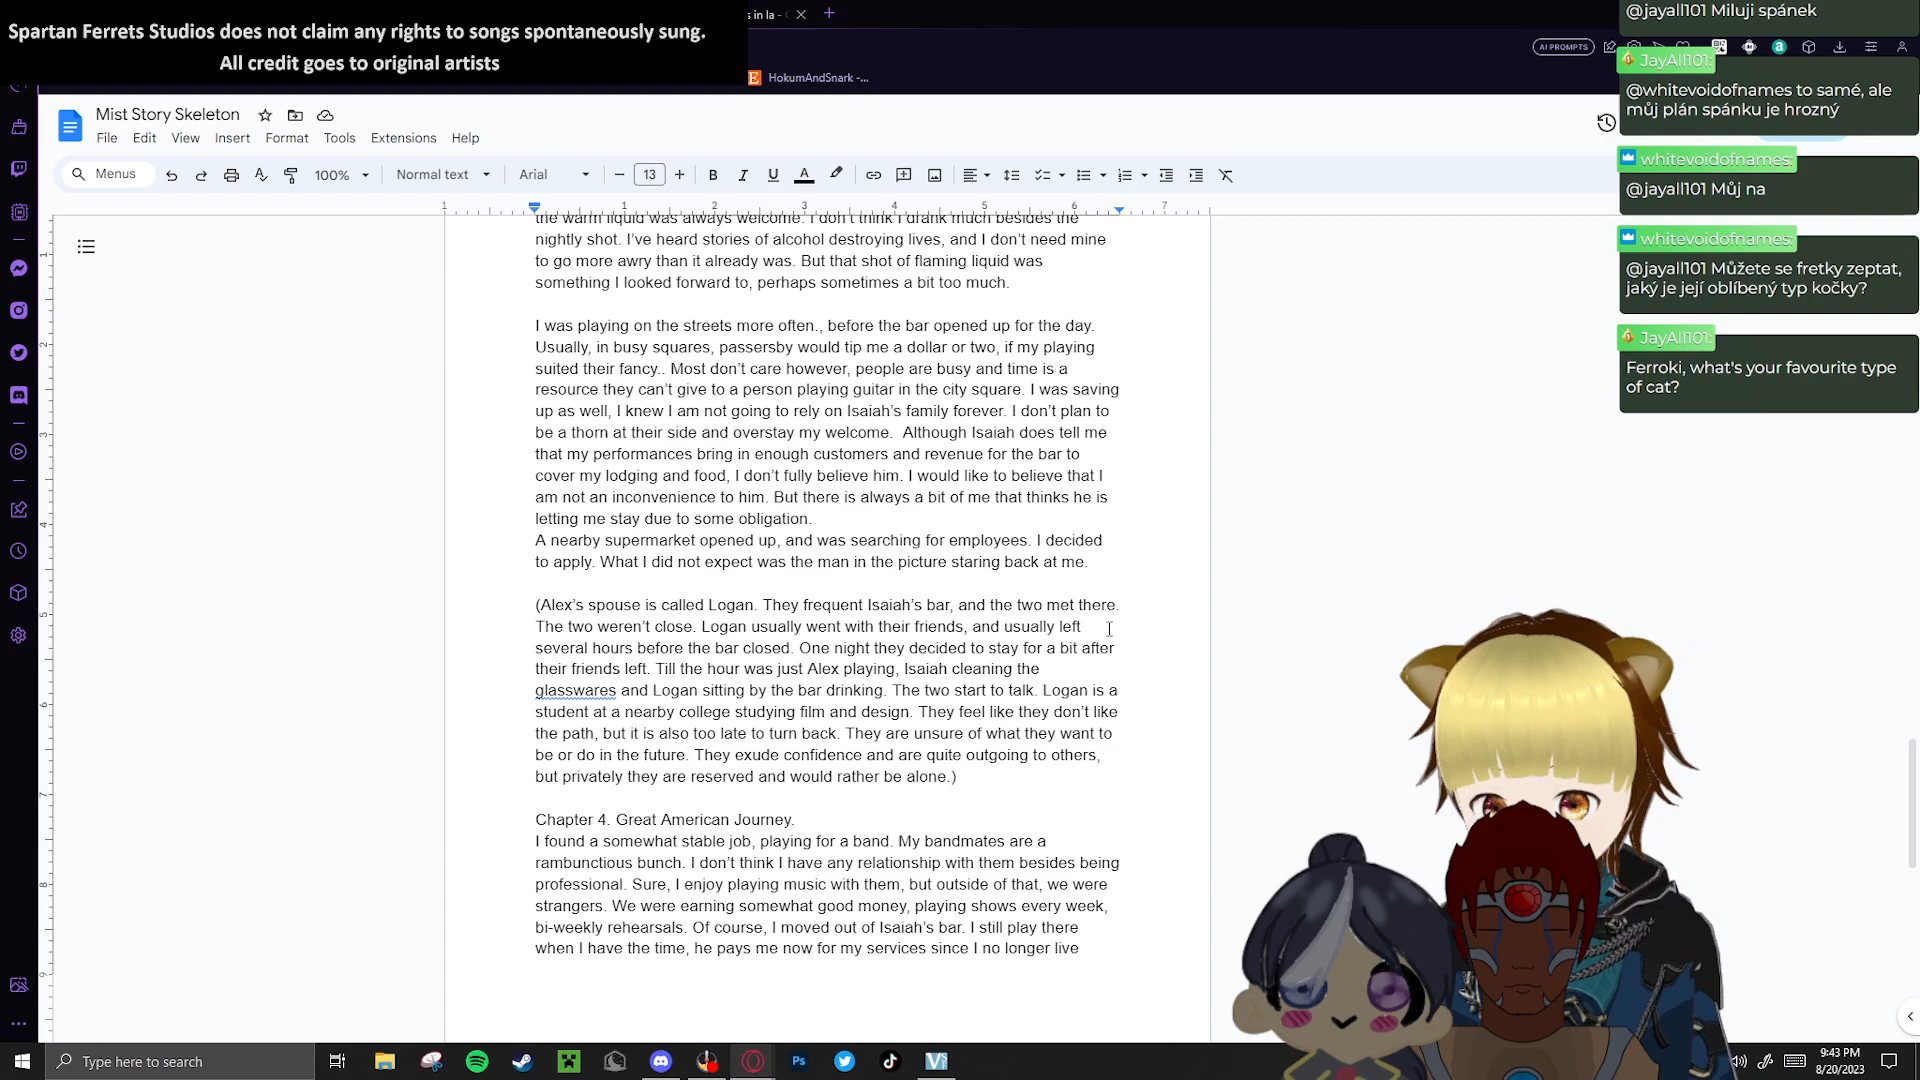 Spartan Ferrets Studios does not claim any rights to songs spontaneously sung.
All credit goes to original artists
s in la -
AI PROMPTS
HokumAndSnark -...
Mist Story Skeleton
File Edit View Insert Format Tools Extensions Help
Menus
100%
Normal text
Arial
13
1 1 2 3 4 5 6 7
the warm liquid was always welcome. I don't think I drank much besides the
nightly shot. I've heard stories of alcohol destroying lives, and I don't need mine
to go more awry than it already was. But that shot of flaming liquid was
something I looked forward to, perhaps sometimes a bit too much.
I was playing on the streets more often., before the bar opened up for the day.
Usually, in busy squares, passersby would tip me a dollar or two, if my playing
suited their fancy.. Most don't care however, people are busy and time is a
resource they can't give to a person playing guitar in the city square. I was saving
up as well, I knew I am not going to rely on Isaiah's family forever. I don't plan to
be a thorn at their side and overstay my welcome.  Although Isaiah does tell me
that my performances bring in enough customers and revenue for the bar to
cover my lodging and food, I don't fully believe him. I would like to believe that I
am not an inconvenience to him. But there is always a bit of me that thinks he is
letting me stay due to some obligation.
A nearby supermarket opened up, and was searching for employees. I decided
to apply. What I did not expect was the man in the picture staring back at me.
(Alex's spouse is called Logan. They frequent Isaiah's bar, and the two met there.
The two weren't close. Logan usually went with their friends, and usually left
several hours before the bar closed. One night they decided to stay for a bit after
their friends left. Till the hour was just Alex playing, Isaiah cleaning the
glasswares and Logan sitting by the bar drinking. The two start to talk. Logan is a
student at a nearby college studying film and design. They feel like they don't like
the path, but it is also too late to turn back. They are unsure of what they want to
be or do in the future. They exude confidence and are quite outgoing to others,
but privately they are reserved and would rather be alone.)
Chapter 4. Great American Journey.
I found a somewhat stable job, playing for a band. My bandmates are a
rambunctious bunch. I don't think I have any relationship with them besides being
professional. Sure, I enjoy playing music with them, but outside of that, we were
strangers. We were earning somewhat good money, playing shows every week,
bi-weekly rehearsals. Of course, I moved out of Isaiah's bar. I still play there
when I have the time, he pays me now for my services since I no longer live
@jayall101 Miluji spánek
JayAll101:
@whitevoidofnames to samé, ale
můj plán spánku je hrozný
whitevoidofnames:
@jayall101 Můj na
whitevoidofnames:
@jayall101 Můžete se fretky zeptat,
jaký je její oblíbený typ kočky?
JayAll101:
Ferroki, what's your favourite type
of cat?
Type here to search
Ps
9:43 PM
8/20/2023